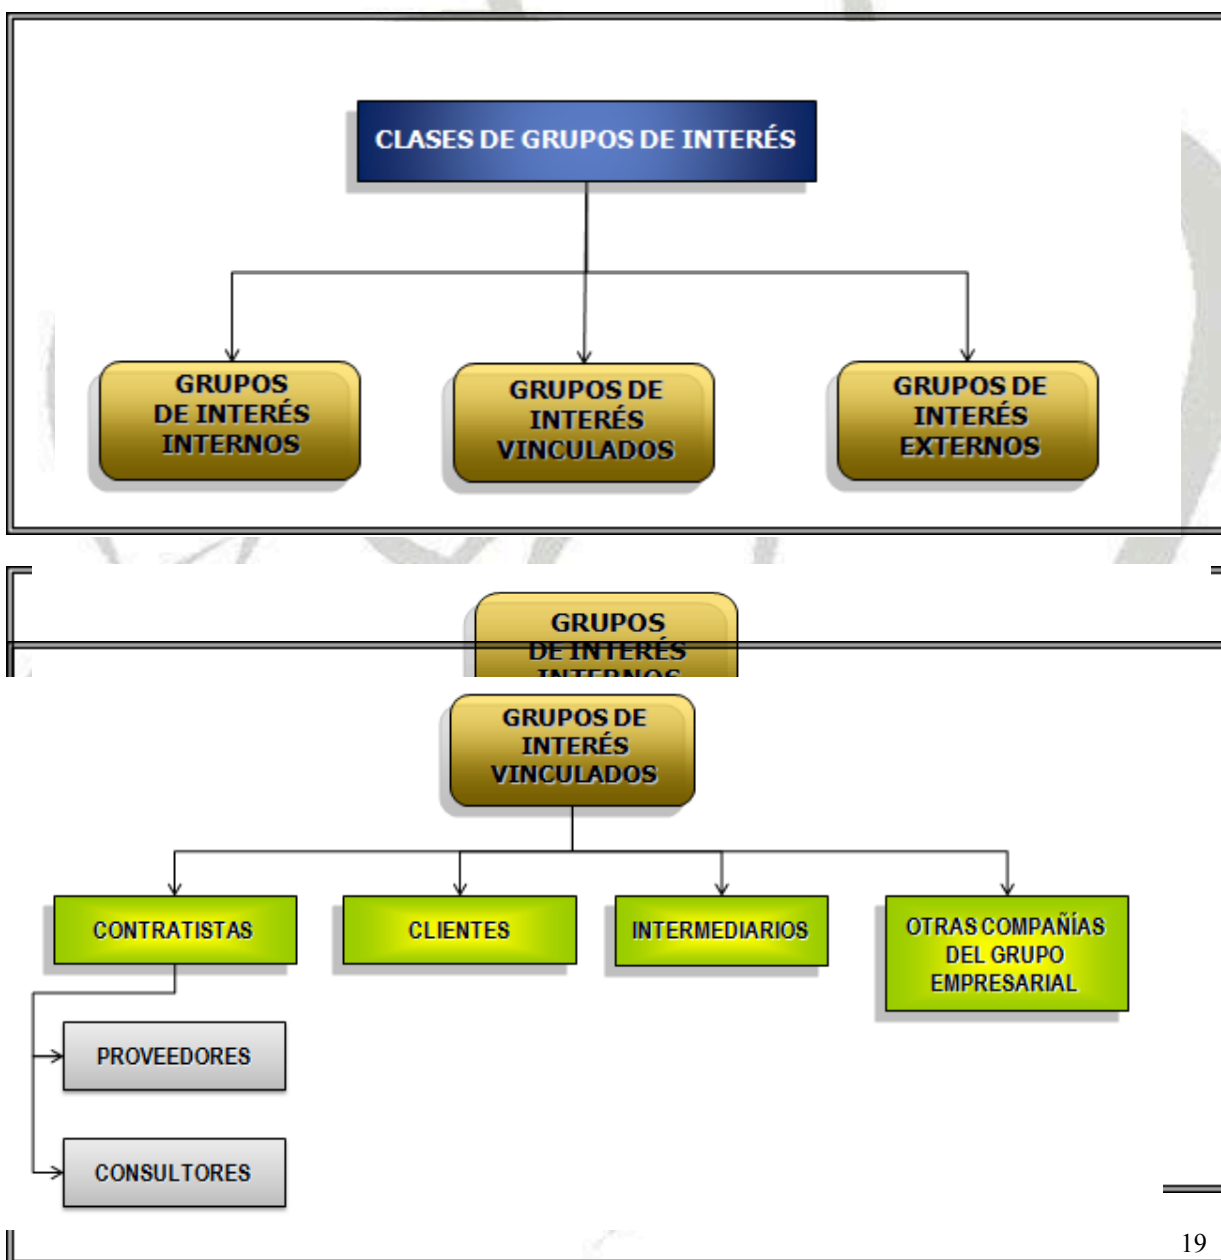 CLASES DE GRUPOS DE INTERÉS
GRUPOS
DE INTERÉS
INTERNOS
GRUPOS DE
INTERÉS
VINCULADOS
GRUPOS DE
INTERÉS
EXTERNOS
GRUPOS
DE INTERÉS
INTERNOS
GRUPOS DE
INTERÉS
VINCULADOS
CONTRATISTAS
CLIENTES
INTERMEDIARIOS
OTRAS COMPAÑÍAS
DEL GRUPO
EMPRESARIAL
PROVEEDORES
CONSULTORES
19